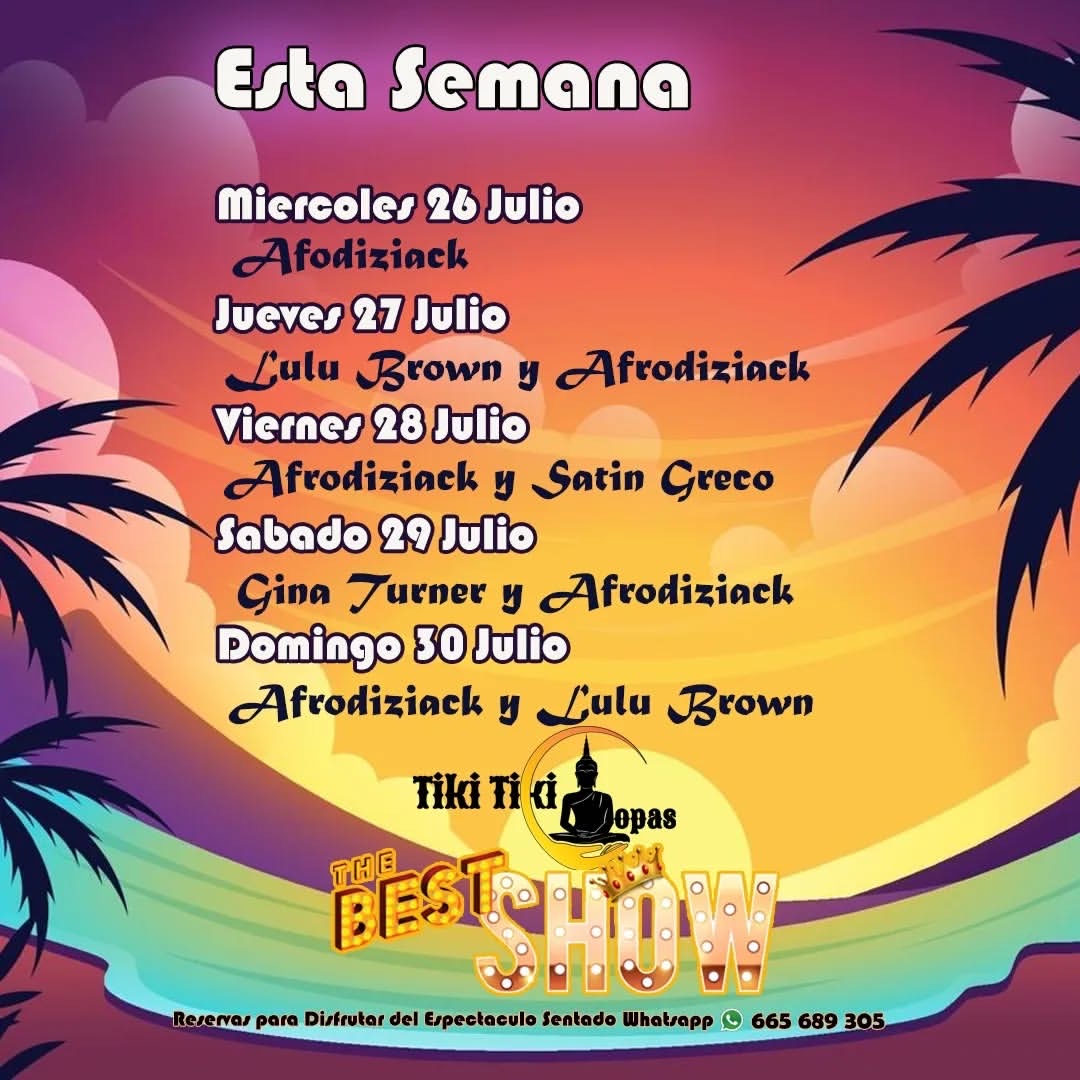 Esta Semana
Miercoles 26 Julio
Afodiziack
Jueves 27 Julio
Lulu Brown y Afrodiziack
Viernes 28 Julio
Afrodiziack y Satin Greco
Sabado 29 Julio
Gina Turner y Afrodiziack
Domingo 30 Julio
Afrodiziack y Lulu Brown
Tiki Tiki
Copas
THE
BEST
SHOW
Reservas para Disfrutar del Espectaculo Sentado Whatsapp 665 689 305